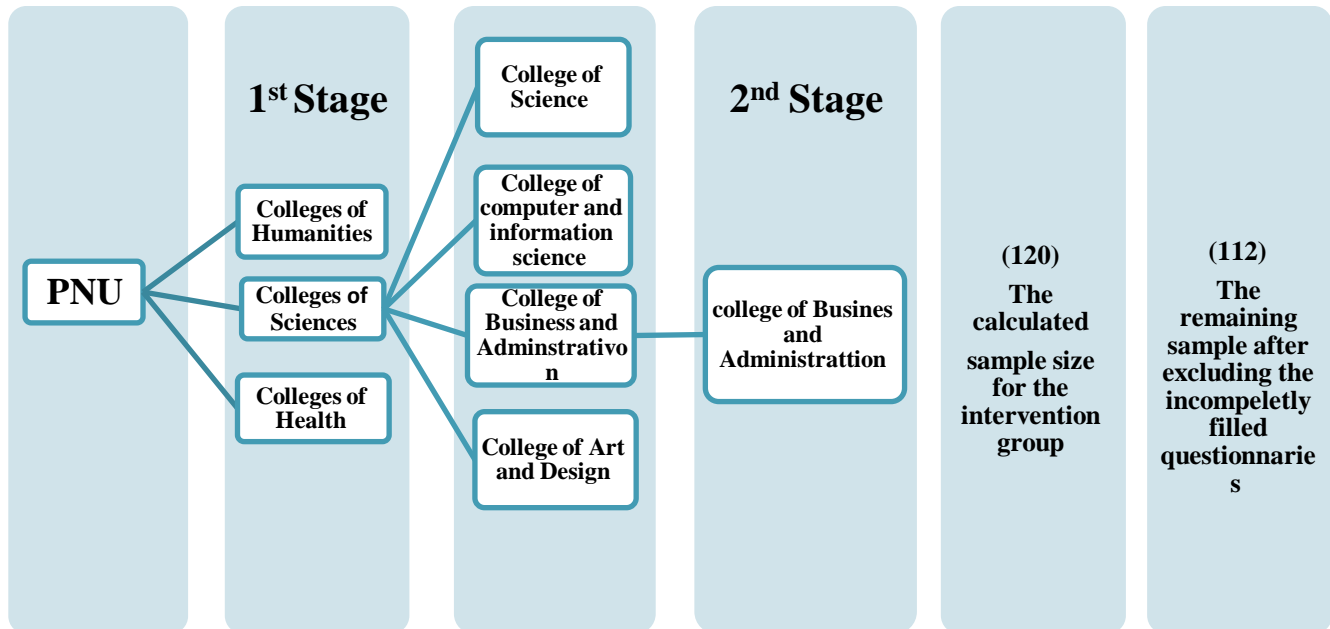 PNU
1st Stage
Colleges of
Humanities
Colleges of
Sciences
Colleges of
Health
College of
Science
College of
computer and
information
science
College of
Business and
Adminstrativo
n
College of Art
and Design
2nd Stage
college of Busines
and
Administrattion
(120)
The
calculated
sample size
for the
intervention
group
(112)
The
remaining
sample after
excluding the
incompeletly
filled
questionnarie
s